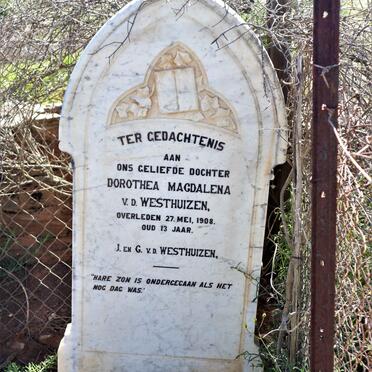 TER GEDACHTENIS
AAN
ONS GELIEFDE DOCHTER
DOROTHEA MAGDALENA
V.D. WESTHUIZEN,
OVERLEDEN 27 MEI, 1908.
OUD 13 JAAR.
J. EN G. V.D. WESTHUIZEN,
"HARE ZON IS ONDERGEGAAN ALS HET
NOG DAG WAS."